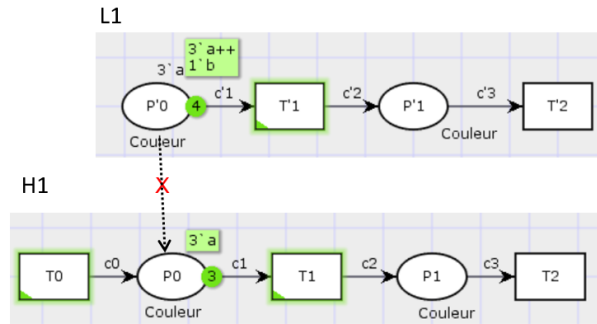 L1
3`a++
1`b
3`a
P'0
4
c'1
T'1
c'2
P'1
c'3
T'2
Couleur
Couleur
X
H1
3`a
T0
c0
P0
3
c1
T1
c2
P1
c3
T2
Couleur
Couleur